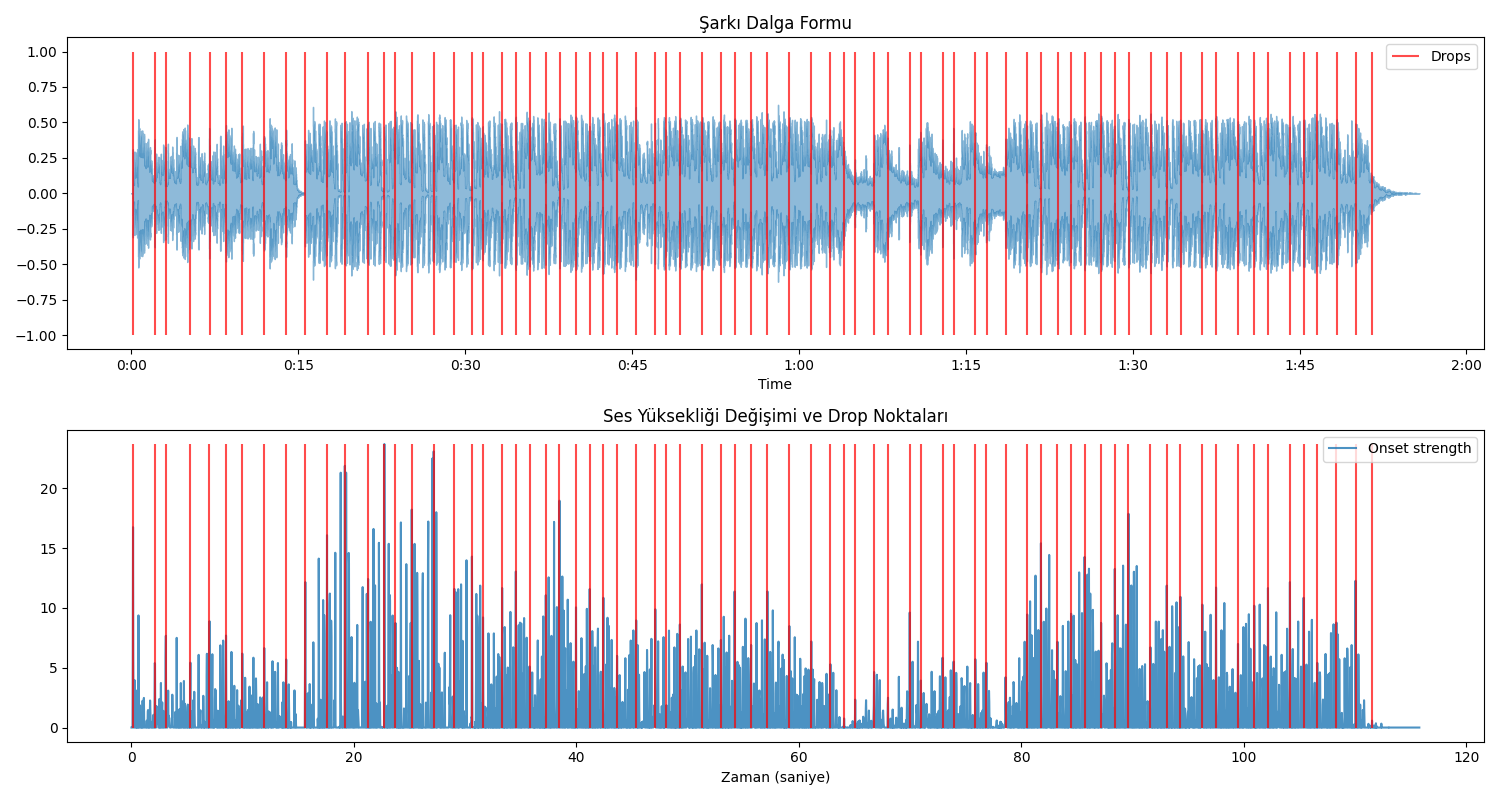 Şarkı Dalga Formu
1.00
0.75
0.50
0.25
0.00
−0.25
−0.50
−0.75
−1.00
Drops
0:00 0:15 0:30 0:45 1:00 1:15 1:30 1:45 2:00
Time
Ses Yüksekliği Değişimi ve Drop Noktaları
20
15
10
5
0
Onset strength
0 20 40 60 80 100 120
Zaman (saniye)